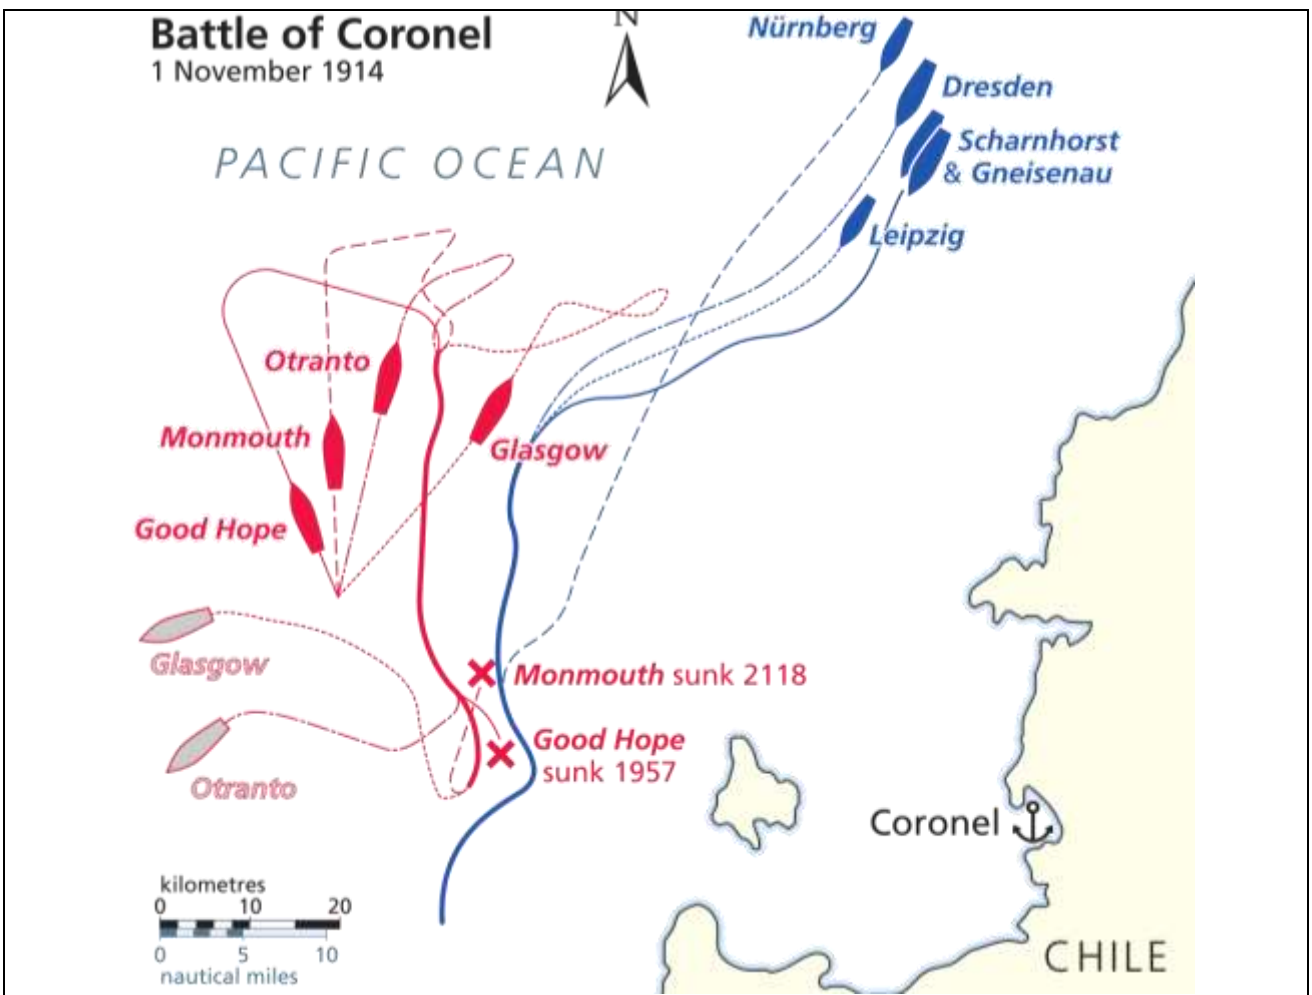 Battle of Coronel
1 November 1914
N
Nürnberg
Dresden
Scharnhorst
& Gneisenau
Leipzig
PACIFIC OCEAN
Otranto
Monmouth
Glasgow
Good Hope
Glasgow
Monmouth sunk 2118
Good Hope
sunk 1957
Otranto
Coronel
kilometres
0 10 20
0 5 10
nautical miles
CHILE